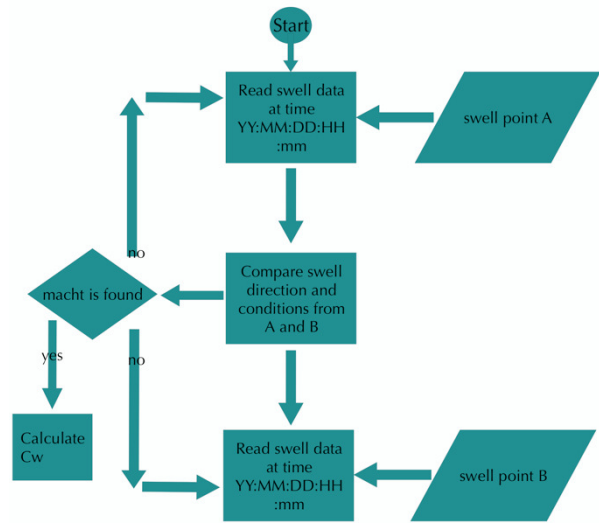 Start
Read swell data
at time
YY:MM:DD:HH
:mm
swell point A
no
macht is found
Compare swell
direction and
conditions from
A and B
yes
no
Calculate
Cw
Read swell data
at time
YY:MM:DD:HH
:mm
swell point B